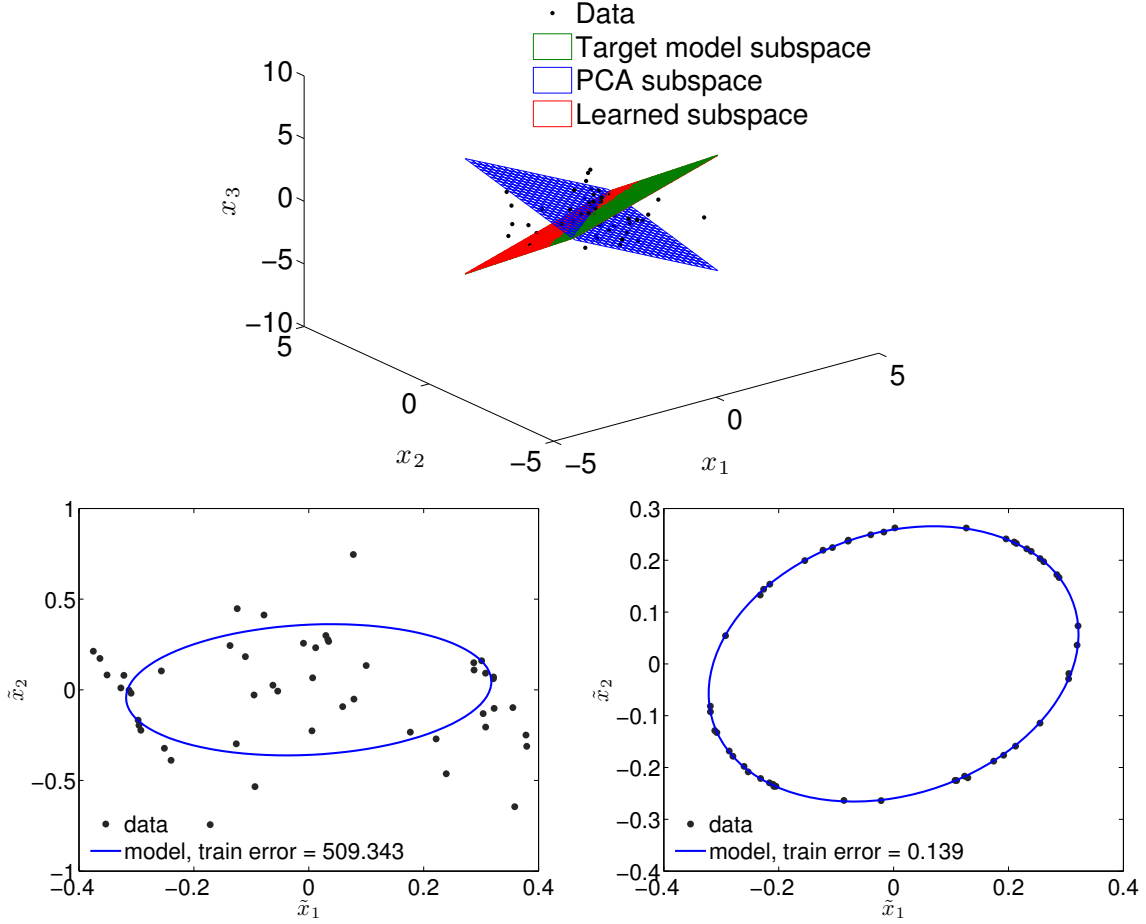 Data
Target model subspace
PCA subspace
Learned subspace
10
5
0
−5
−10
x3
5
0
−5
x2
−5
0
5
x1
1
0.5
0
−0.5
−1
x̃2
data
model, train error = 509.343
−0.4
−0.2
0
0.2
0.4
x̃1
0.3
0.2
0.1
0
−0.1
−0.2
−0.3
−0.4
x̃2
data
model, train error = 0.139
−0.4
−0.2
0
0.2
0.4
x̃1